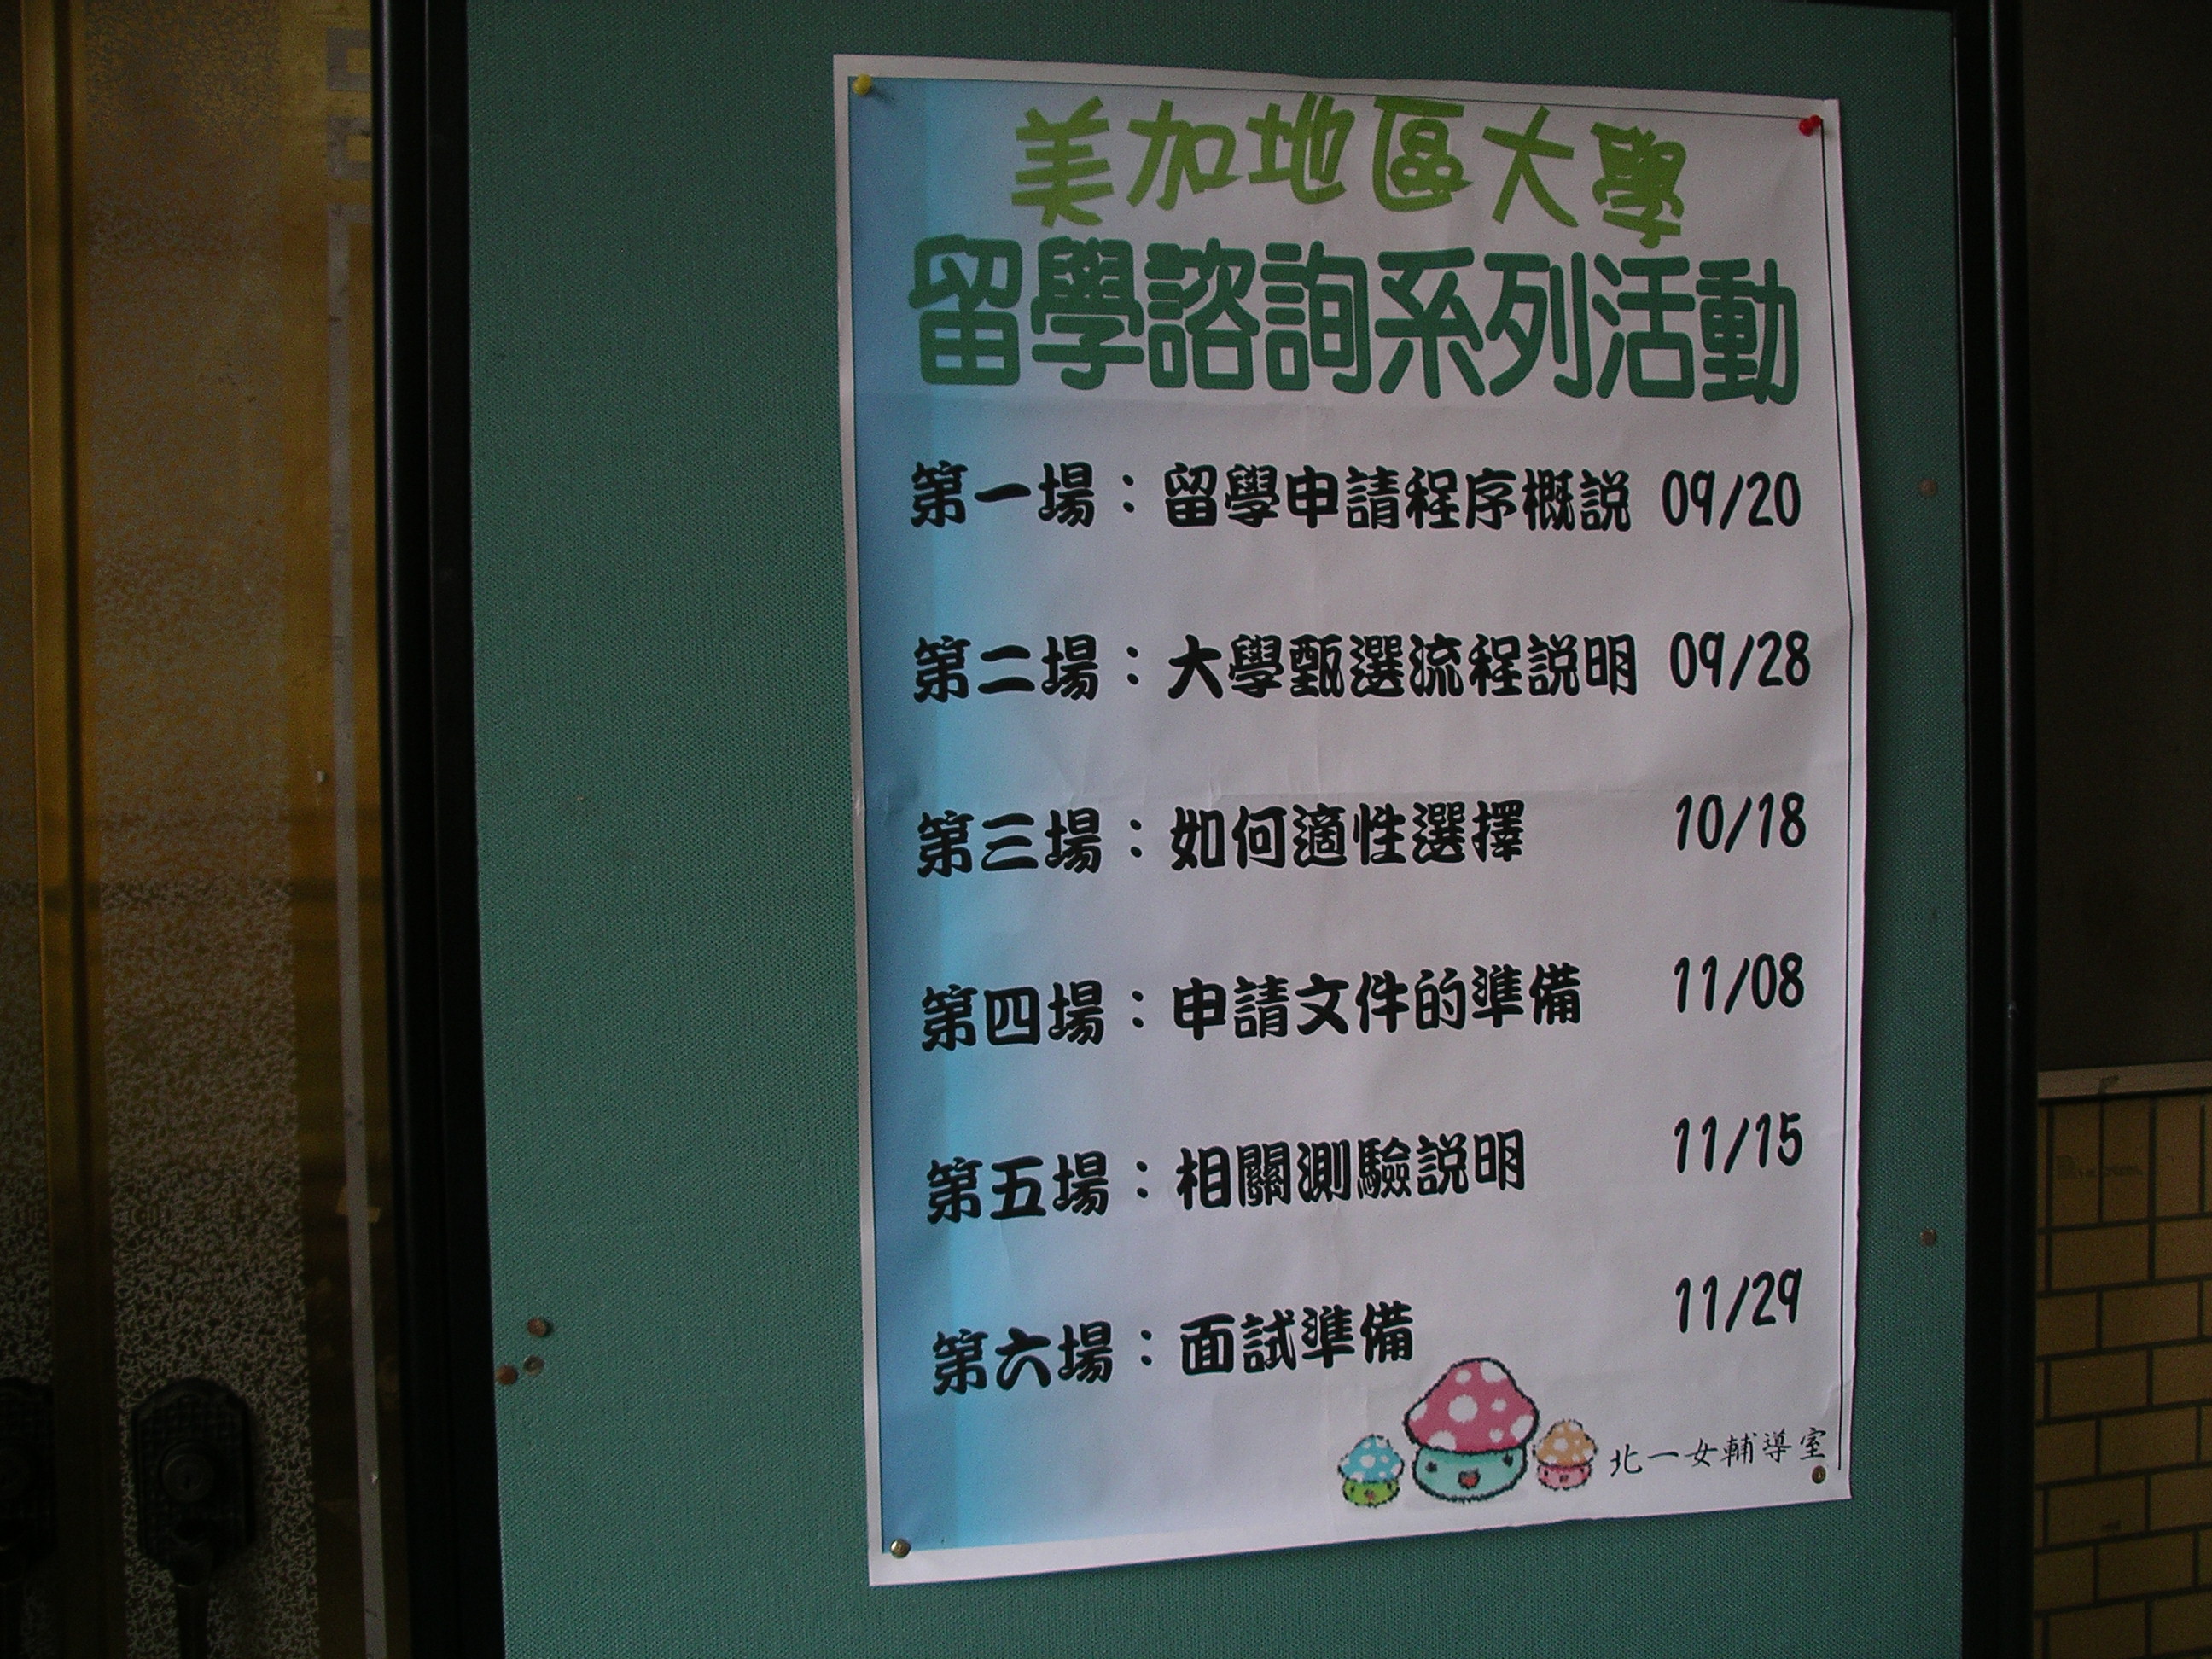 美加地區大學
留學諮詢系列活動
第一場：留學申請程序概説 09/20
第二場：大學甄選流程説明 09/28
第三場：如何適性選擇 10/18
第四場：申請文件的準備 11/08
第五場：相關測驗説明 11/15
第六場：面試準備 11/29
北一女輔導室